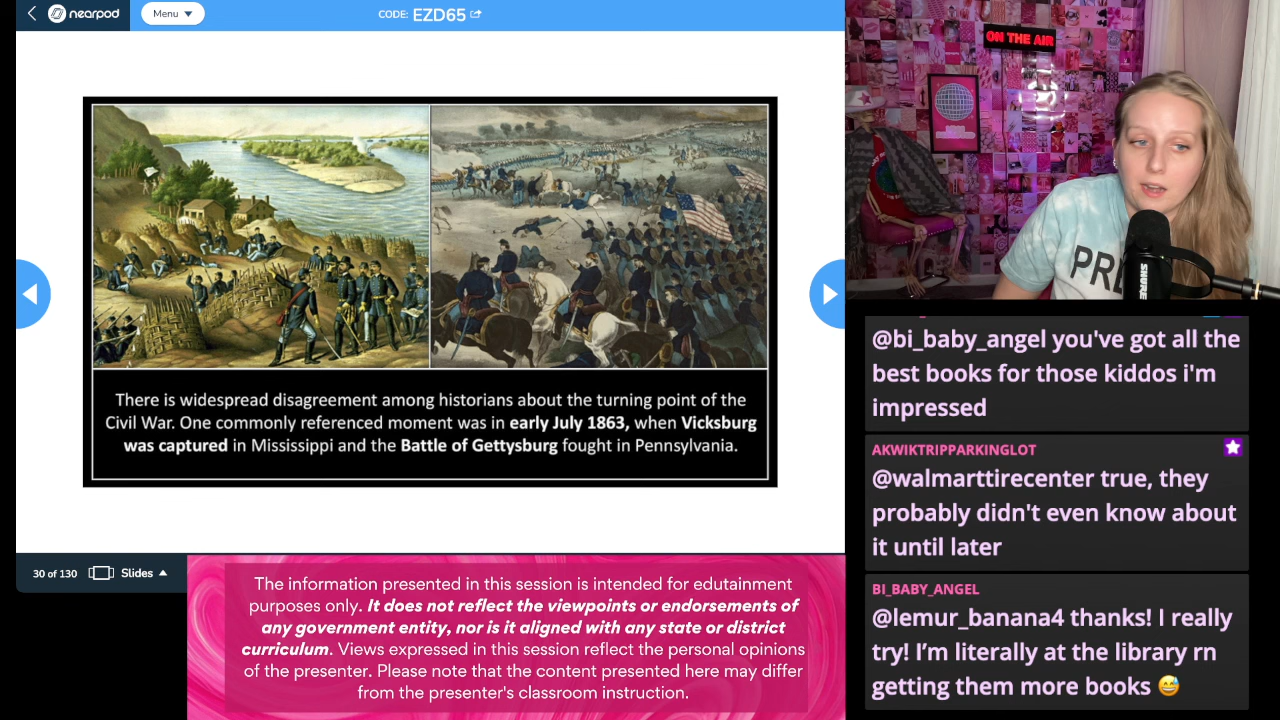 nearpod
Menu
CODE: EZD65
ON THE AIR
PRE
SHURE
There is widespread disagreement among historians about the turning point of the
Civil War. One commonly referenced moment was in early July 1863, when Vicksburg
was captured in Mississippi and the Battle of Gettysburg fought in Pennsylvania.
30 of 130
Slides
The information presented in this session is intended for edutainment
purposes only. It does not reflect the viewpoints or endorsements of
any government entity, nor is it aligned with any state or district
curriculum. Views expressed in this session reflect the personal opinions
of the presenter. Please note that the content presented here may differ
from the presenter's classroom instruction.
@bi_baby_angel you've got all the
best books for those kiddos i'm
impressed
AKWIKTRIPPARKINGLOT
@walmarttirecenter true, they
probably didn't even know about
it until later
BI_BABY_ANGEL
@lemur_banana4 thanks! I really
try! I’m literally at the library rn
getting them more books 😅